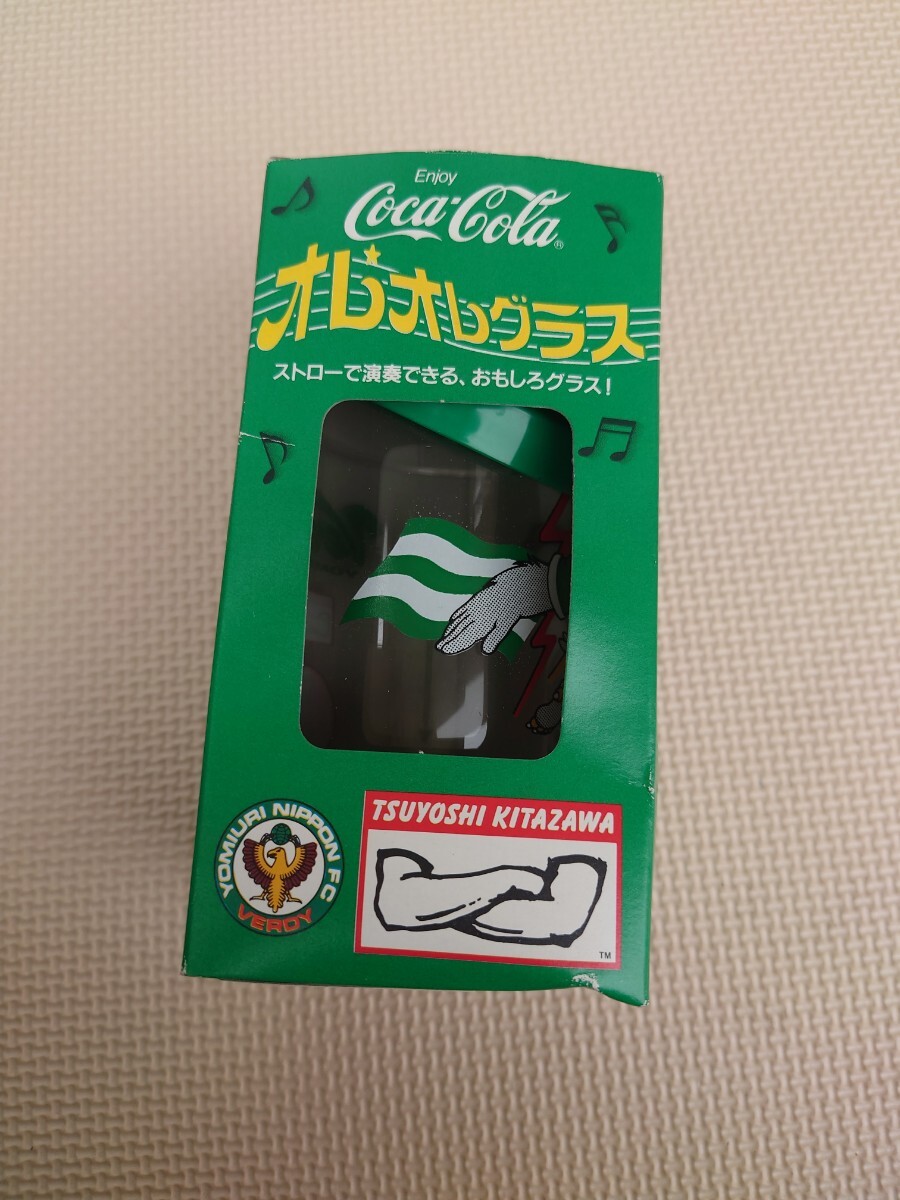 Enjoy
Coca-Cola®
オレオレグラス
ストローで演奏できる、おもしろグラス!
YOMIURI NIPPON FC
VERDY
TSUYOSHI KITAZAWA
TM